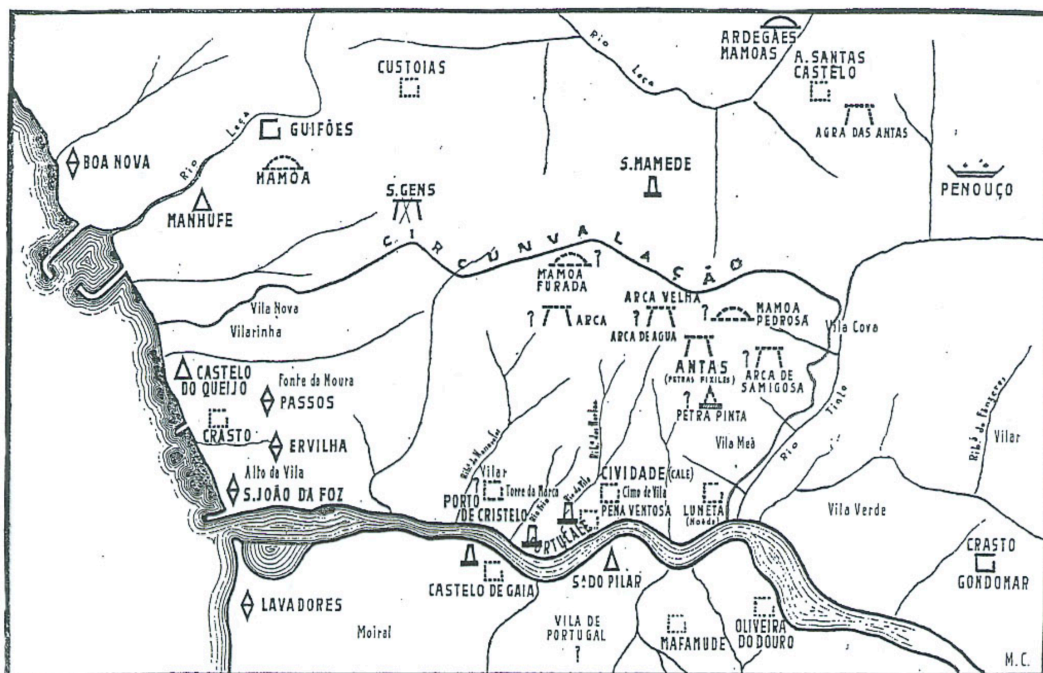 ARDEGÃES
MAMOAS
Rio
Leça
CUSTOIAS
A. SANTAS
CASTÊLO
AGRA DAS ANTAS
GUIFÕES
Leça
Rio
BOA NOVA
MÁMOA
MANHUFE
S. MAMEDE
PENOUÇO
S. GENS
CIRCÚNVALAÇÃO
MAMOA ?
FURADA
ARCA VELHA
? ARCA
?
ARCA DE AGUA
? MAMOA
PEDROSA
Vila Nova
Vilarinha
Vila Cova
ANTAS
(PETRAS FIXILES)
?
ARCA DE
SAMIGOSA
CASTELO
DO QUEIJO
Fonte da Moura
PASSOS
?
PETRA PINTA
CRASTO
ERVILHA
Vila Meã
Rio Tinto
Vilar
Alto da Vila
S. JOÃO DA FOZ
Vilar
?
Torre da Marca
PORTO
DE CRISTELO
CIVIDADE (CALE)
Cimo de Vila
PENA VENTOSA
LUNETA
Vila Verde
PORTUCALE
CRASTO
GONDOMAR
CASTELO DE GAIA
Sª DO PILAR
LAVADORES
Moiral
VILA DE
PORTUGAL
?
MAFAMUDE
OLIVEIRA
DO DOURO
M.C.